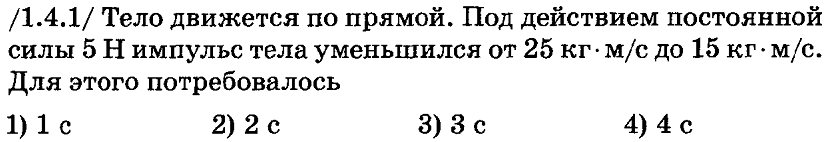 /1.4.1/ Тело движется по прямой. Под действием постоянной
силы 5 Н импульс тела уменьшился от 25 кг·м/с до 15 кг·м/с.
Для этого потребовалось
1) 1 с 2) 2 с 3) 3 с 4) 4 с